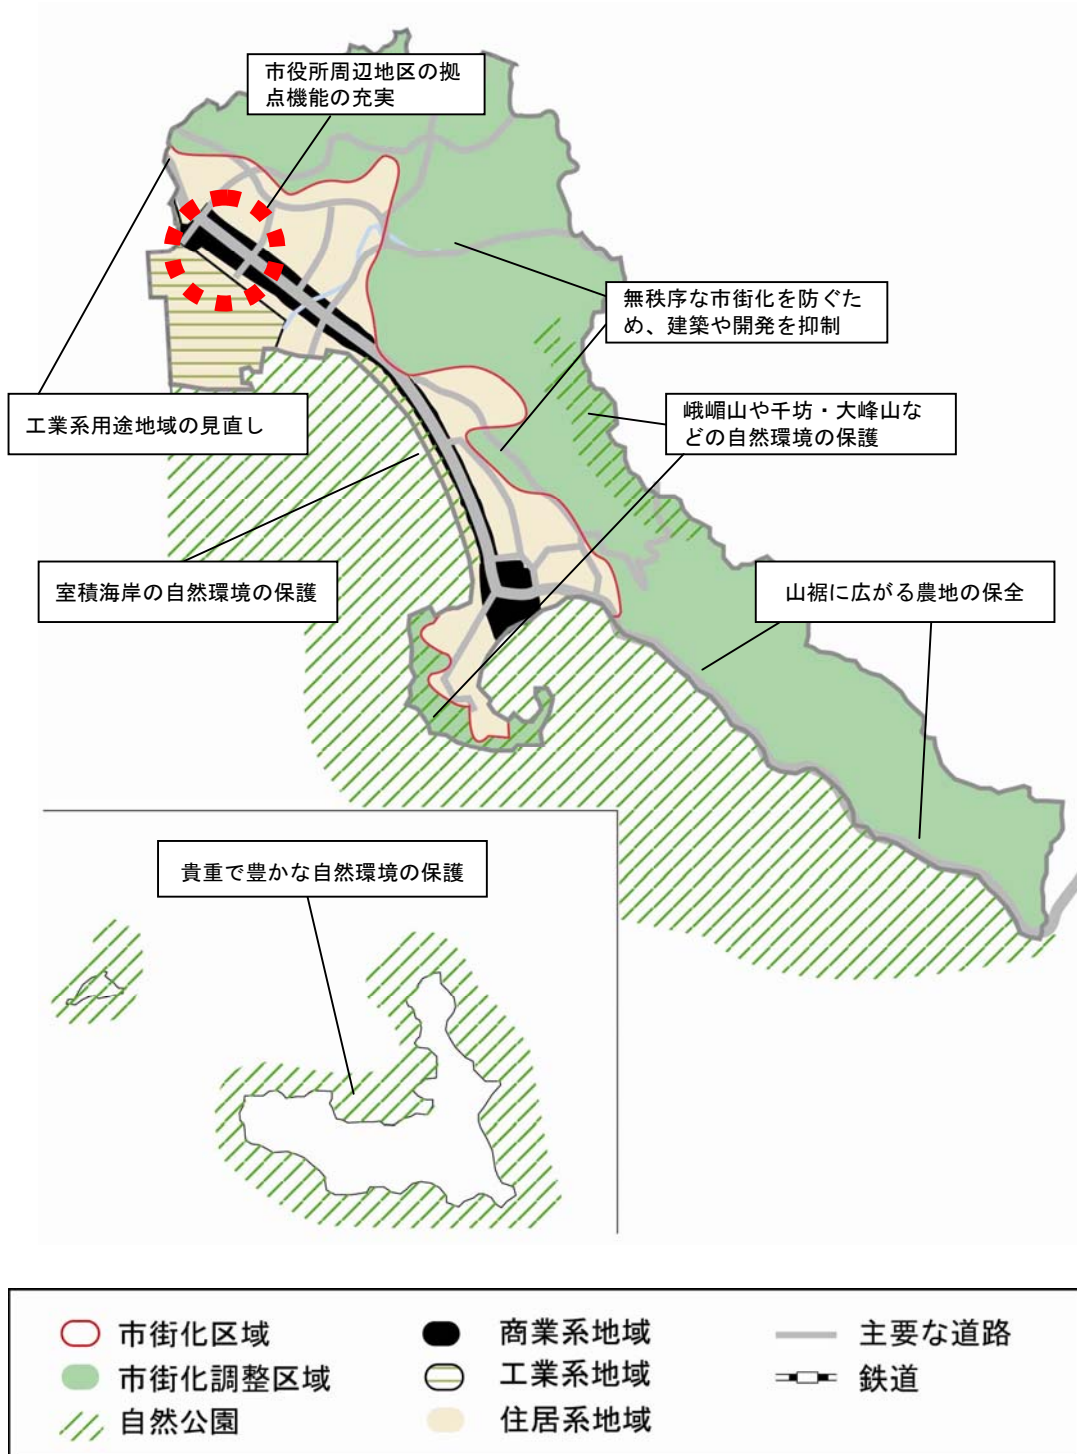 市役所周辺地区の拠
点機能の充実
無秩序な市街化を防ぐた
め、建築や開発を抑制
工業系用途地域の見直し
峨嵋山や千坊・大峰山な
どの自然環境の保護
室積海岸の自然環境の保護
山裾に広がる農地の保全
貴重で豊かな自然環境の保護
市街化区域
商業系地域
主要な道路
市街化調整区域
工業系地域
鉄道
自然公園
住居系地域